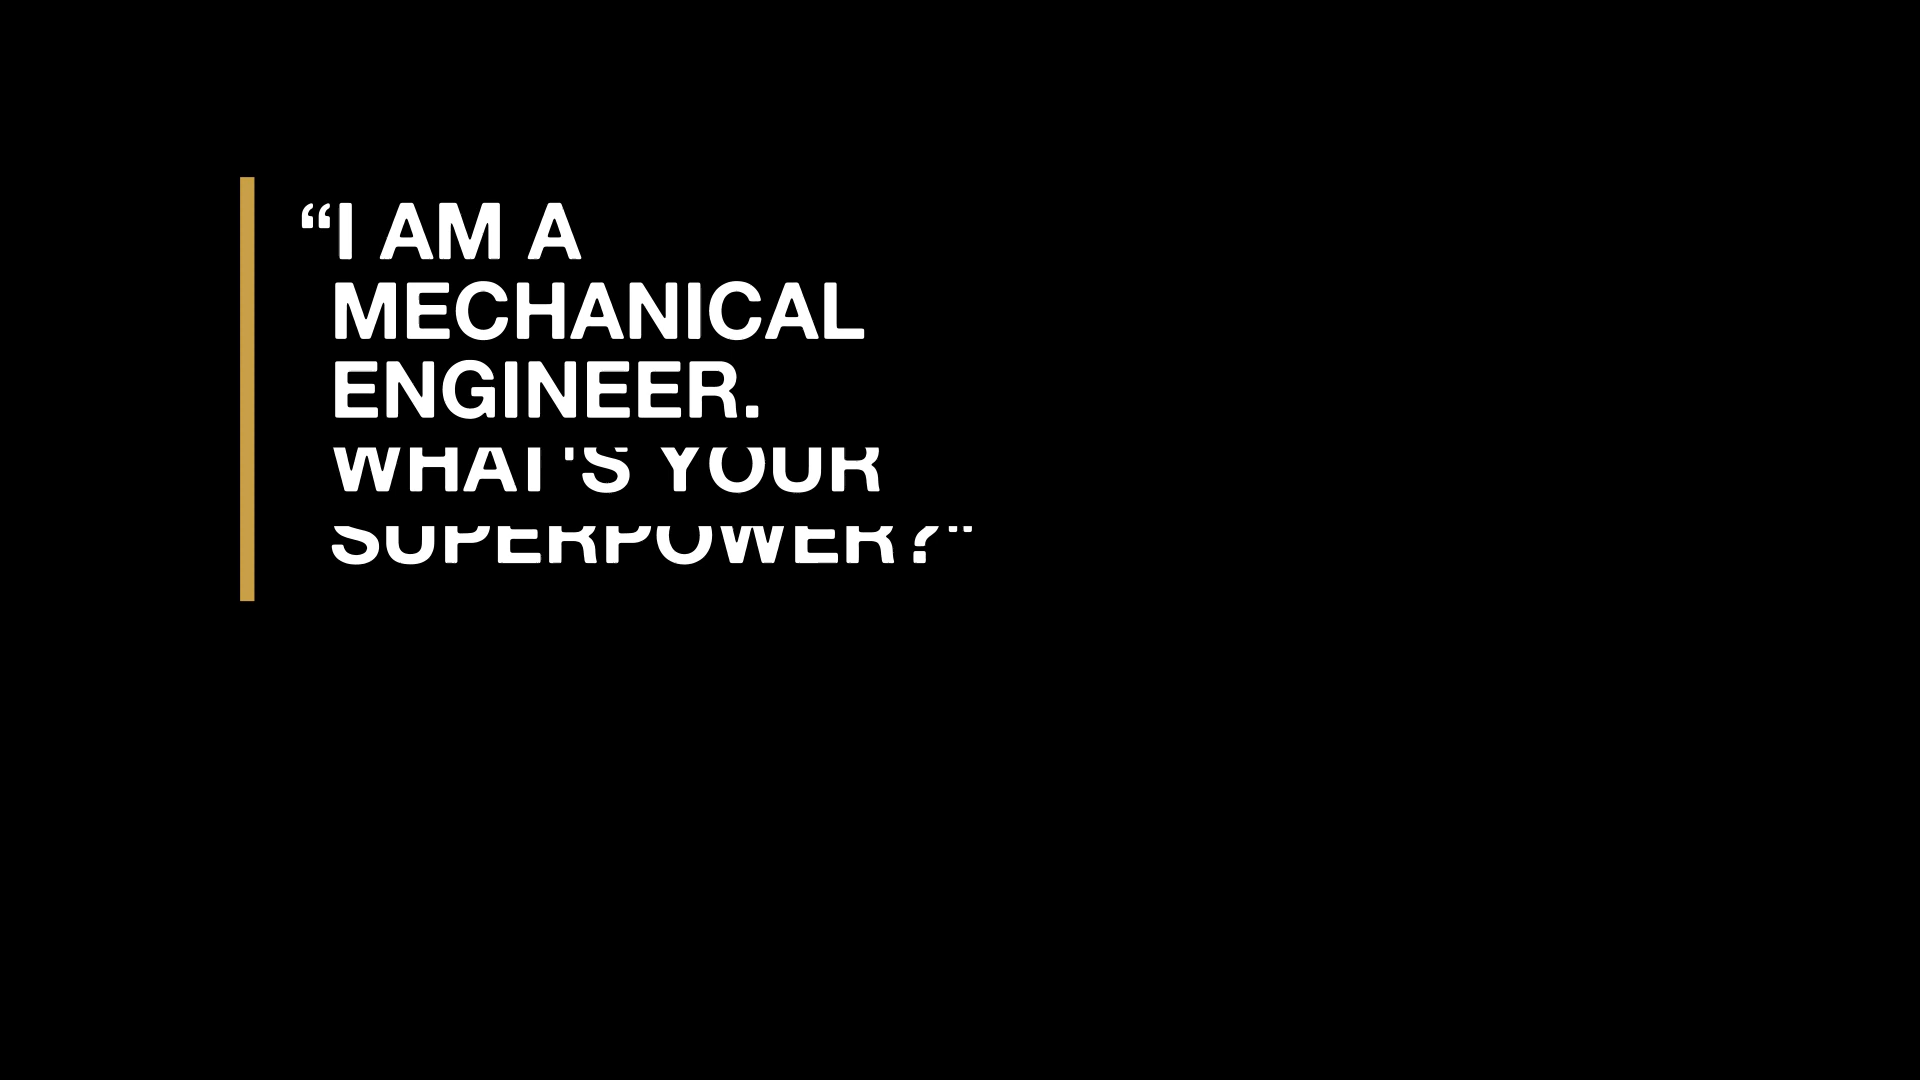 “I AM A
MECHANICAL
ENGINEER.
WHAT'S YOUR
SUPERPOWER?"